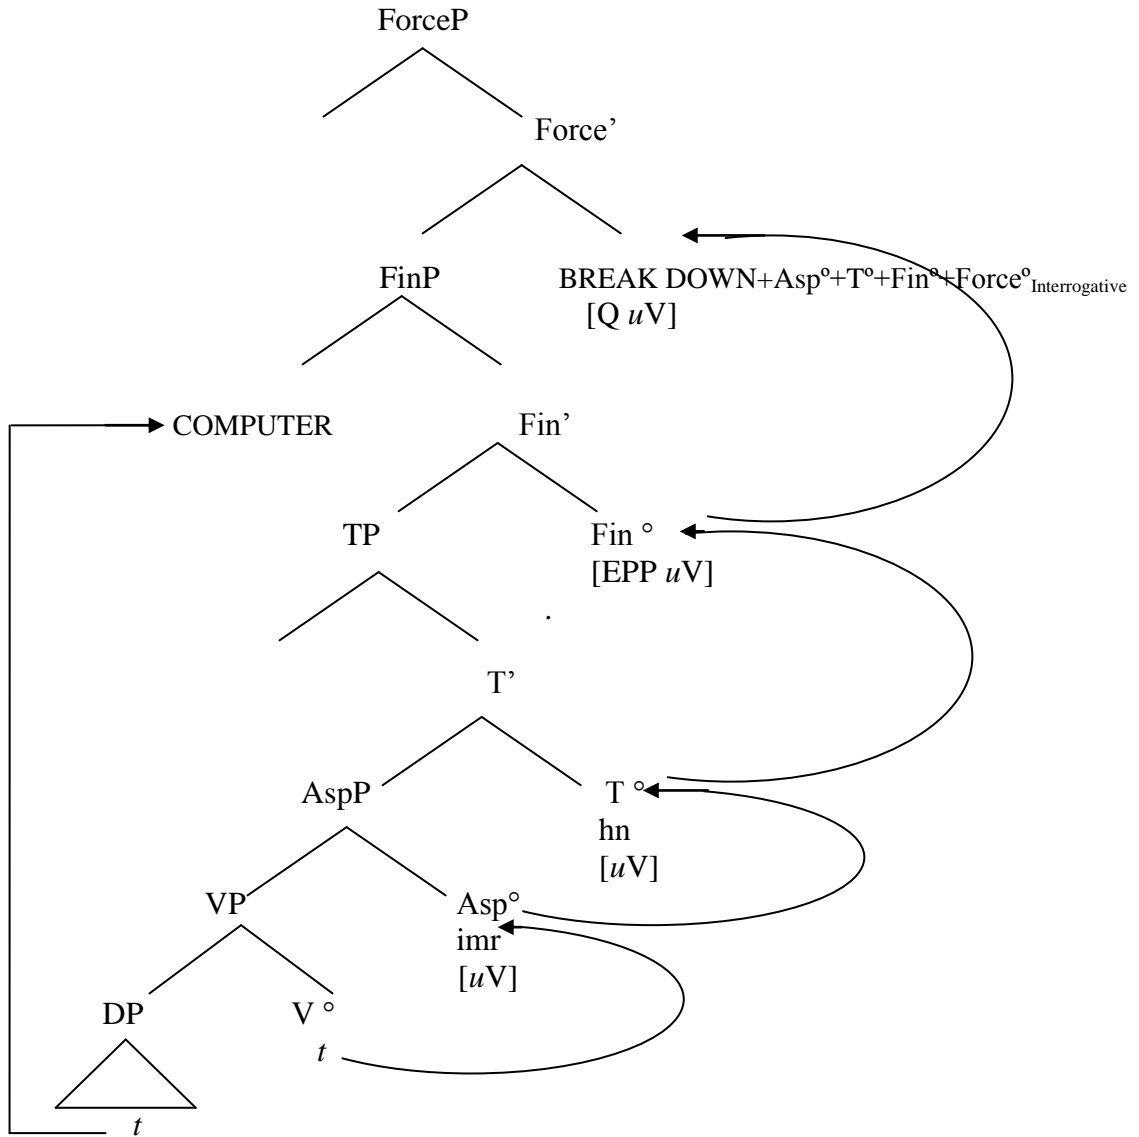 ForceP
Force’
FinP
BREAK DOWN+Aspº+Tº+Finº+ForceºInterrogative
[Q uV]
COMPUTER
Fin’
TP
Fin °
[EPP uV]
.
T’
AspP
T °
hn
[uV]
VP
Asp°
imr
[uV]
DP
V °
t
t